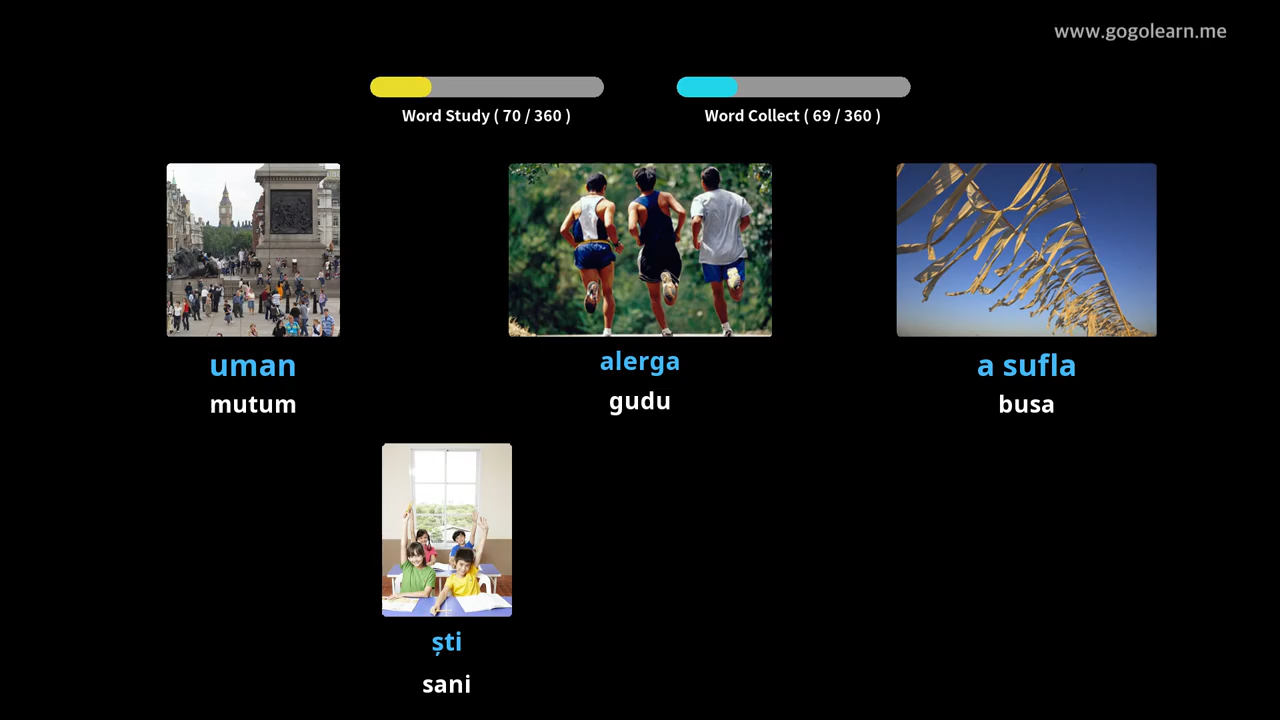 www.gogolearn.me
Word Study ( 70 / 360 )
Word Collect ( 69 / 360 )
uman
mutum
alerga
gudu
a sufla
busa
ști
sani